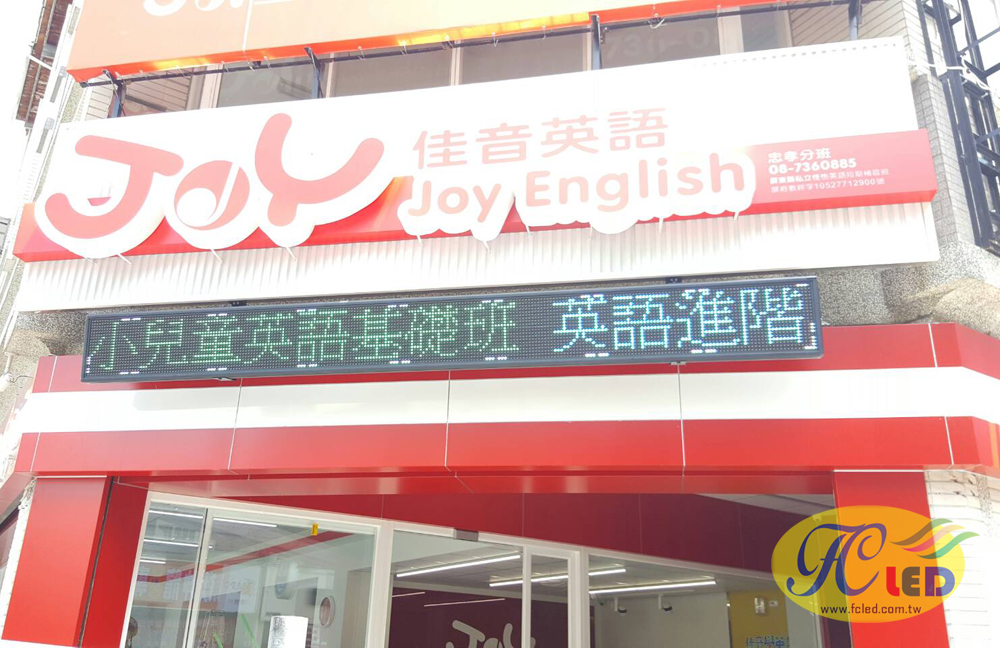 JOY
佳音英語
Joy English
忠孝分班
08-7360885
小兒童英語基礎班 英語進階
Joy
FC LED
www.fcled.com.tw